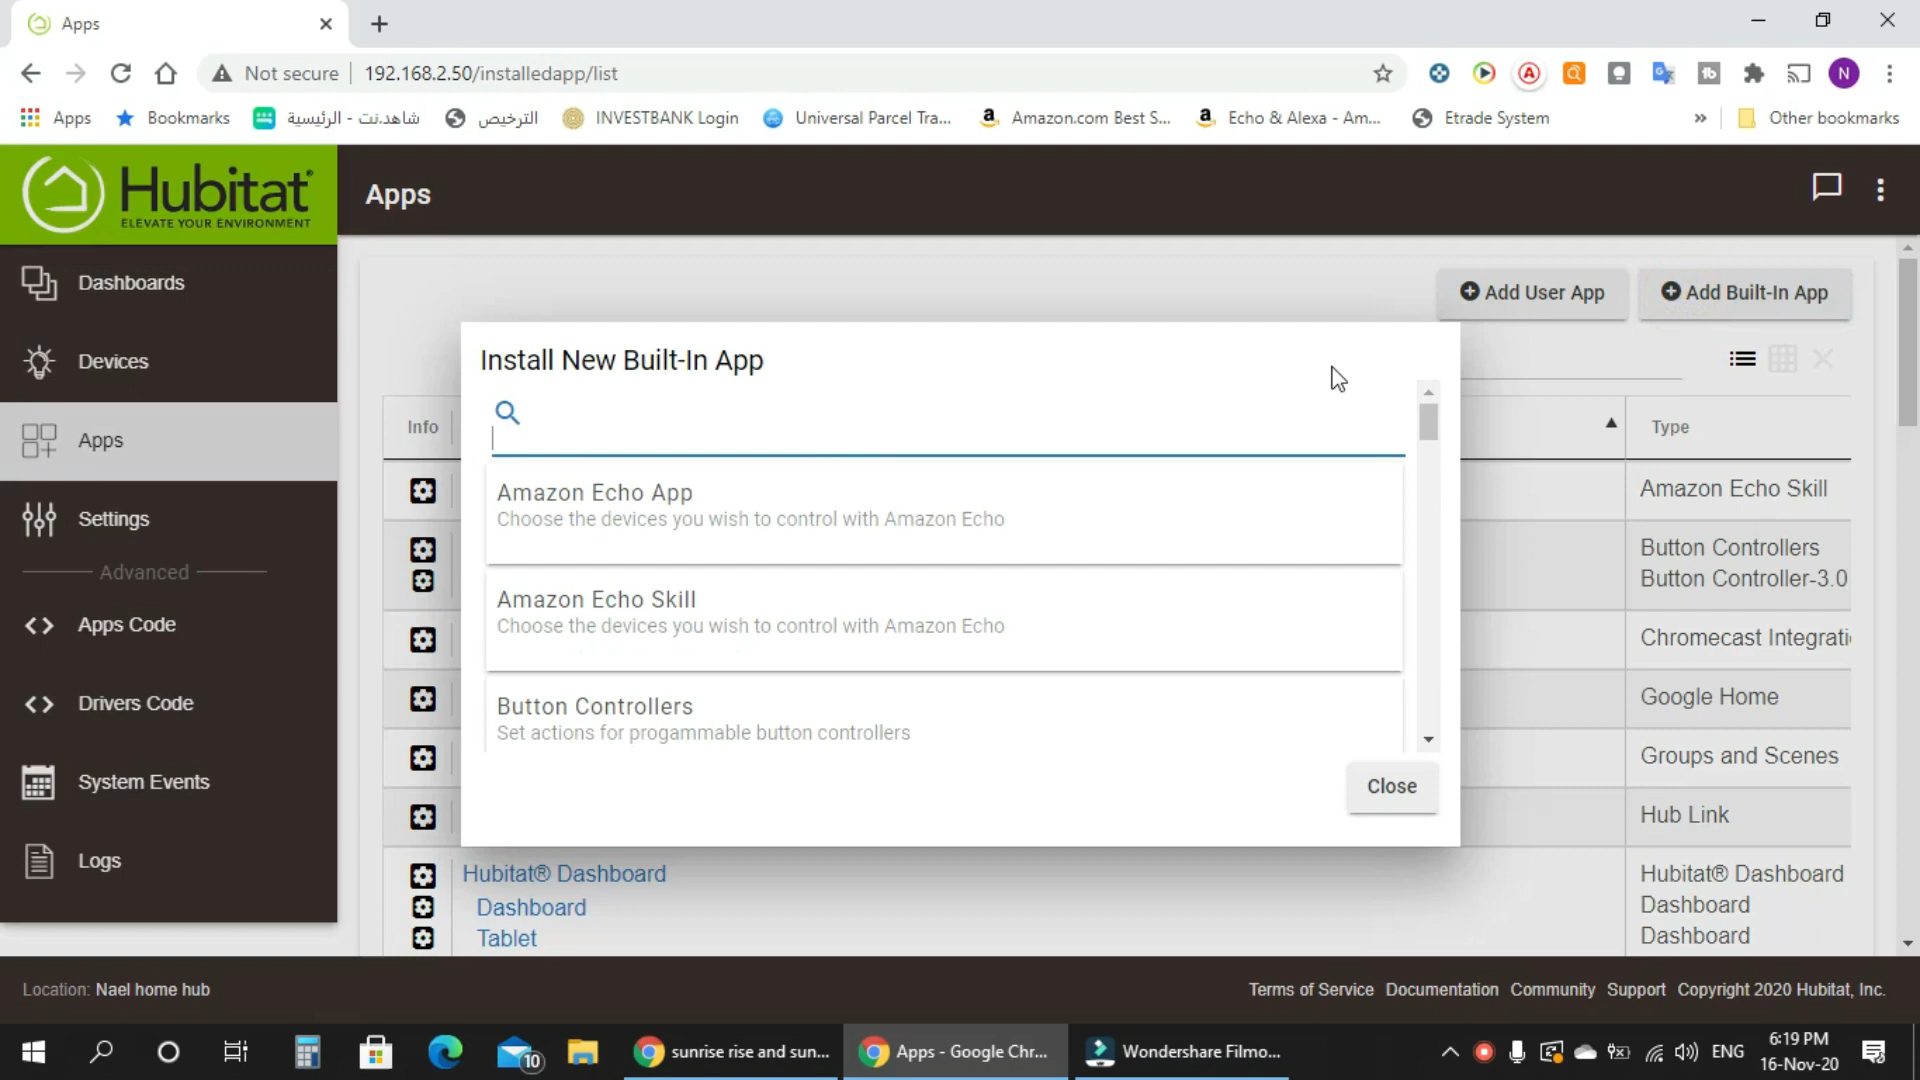 Apps
Not secure
192.168.2.50/installedapp/list
N
Apps
Bookmarks
شاهد.نت - الرئيسية
الترخيص
INVESTBANK Login
Universal Parcel Tra...
Amazon.com Best S...
Echo & Alexa - Am...
Etrade System
»
Other bookmarks
Hubitat®
ELEVATE YOUR ENVIRONMENT
Apps
Dashboards
Devices
Apps
Settings
Advanced
Apps Code
Drivers Code
System Events
Logs
Add User App
Add Built-In App
Install New Built-In App
Amazon Echo App
Choose the devices you wish to control with Amazon Echo
Amazon Echo Skill
Choose the devices you wish to control with Amazon Echo
Button Controllers
Set actions for progammable button controllers
Close
Info
Type
Amazon Echo Skill
Button Controllers
Button Controller-3.0
Chromecast Integrati
Google Home
Groups and Scenes
Hub Link
Hubitat® Dashboard
Hubitat® Dashboard
Dashboard
Dashboard
Tablet
Dashboard
Location: Nael home hub
Terms of Service
Documentation
Community
Support
Copyright 2020 Hubitat, Inc.
10
sunrise rise and sun...
Apps - Google Chr...
Wondershare Filmo...
ENG
6:19 PM
16-Nov-20